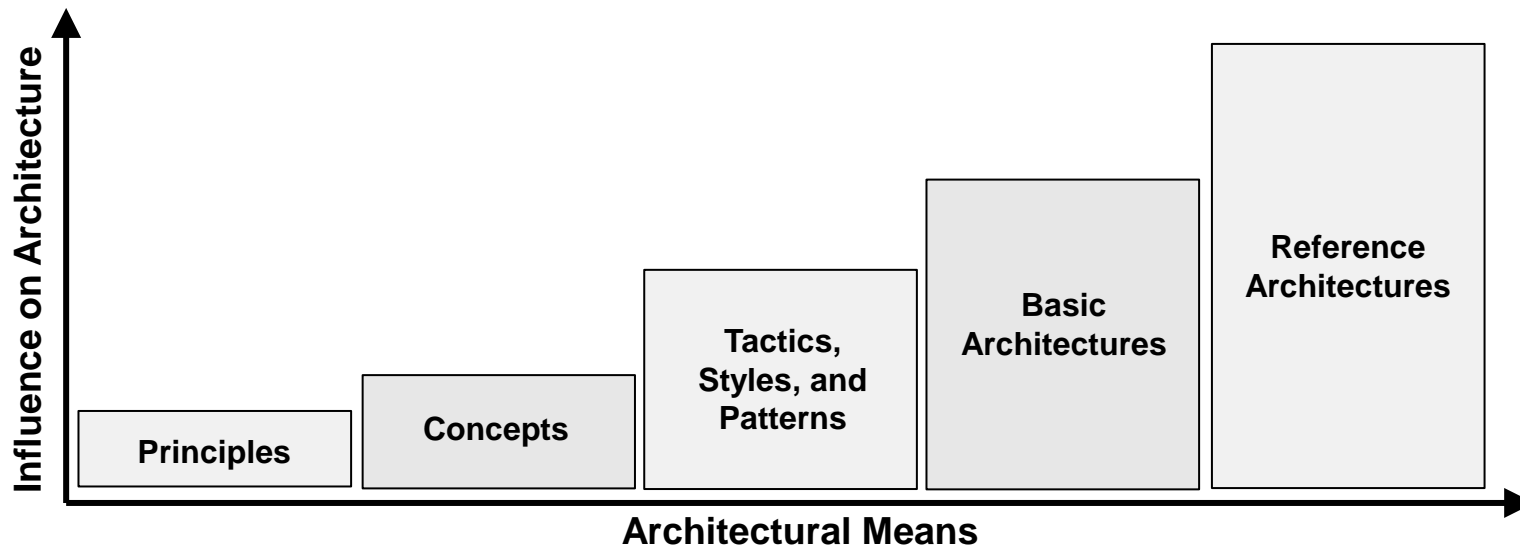 Influence on Architecture
Principles
Concepts
Tactics,
Styles, and
Patterns
Basic
Architectures
Reference
Architectures
Architectural Means